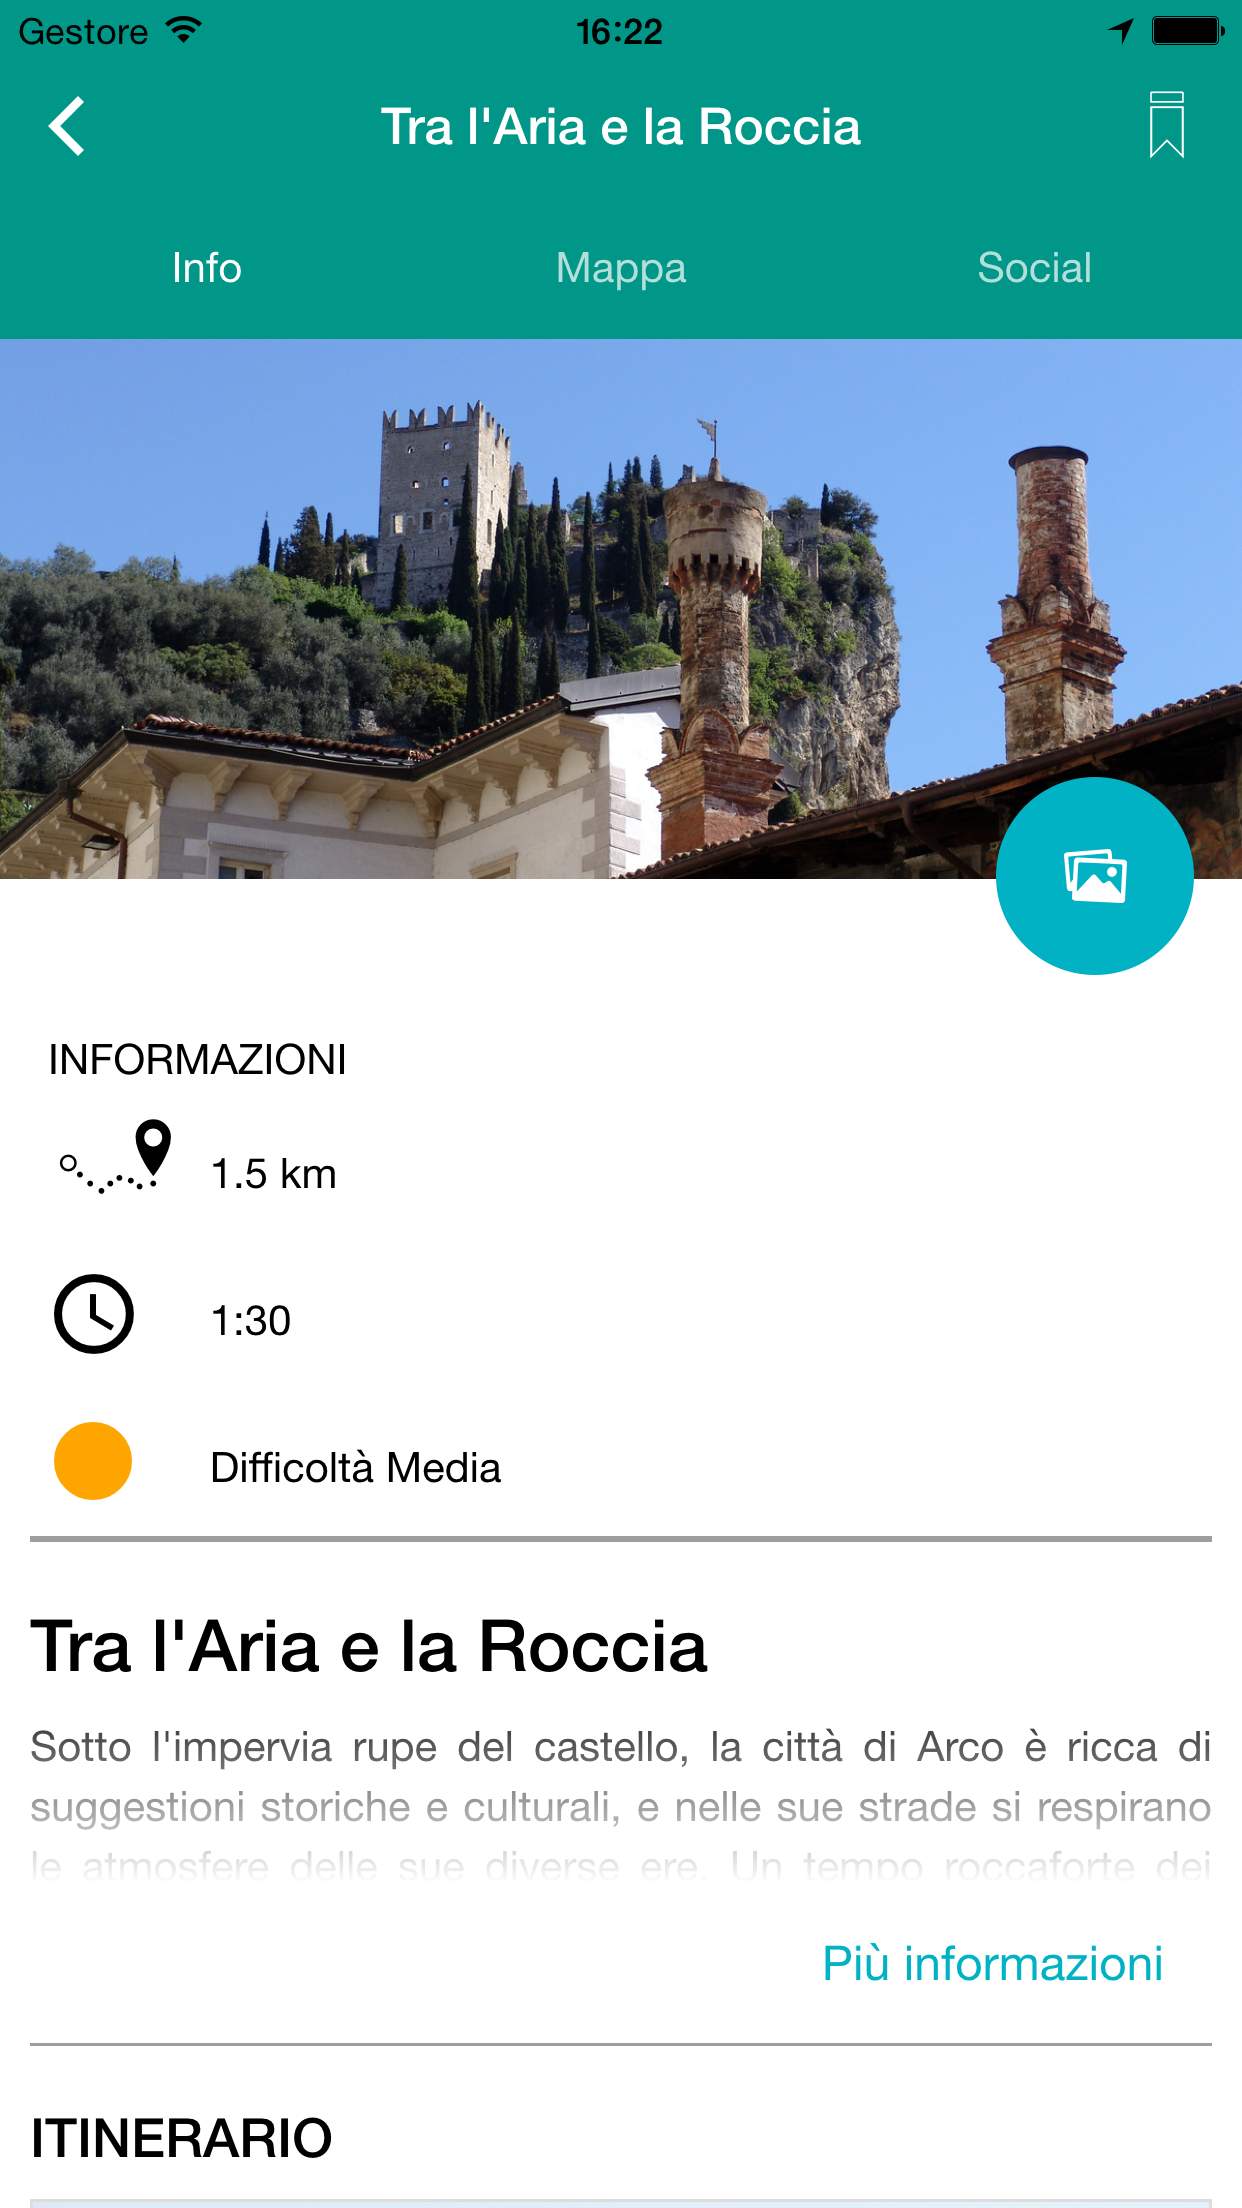 Gestore
16:22
Tra l'Aria e la Roccia
Info
Mappa
Social
INFORMAZIONI
1.5 km
1:30
Difficoltà Media
Tra l'Aria e la Roccia
Sotto l'impervia rupe del castello, la città di Arco è ricca di
suggestioni storiche e culturali, e nelle sue strade si respirano
le atmosfere delle sue diverse ere. Un tempo roccaforte dei
Più informazioni
ITINERARIO